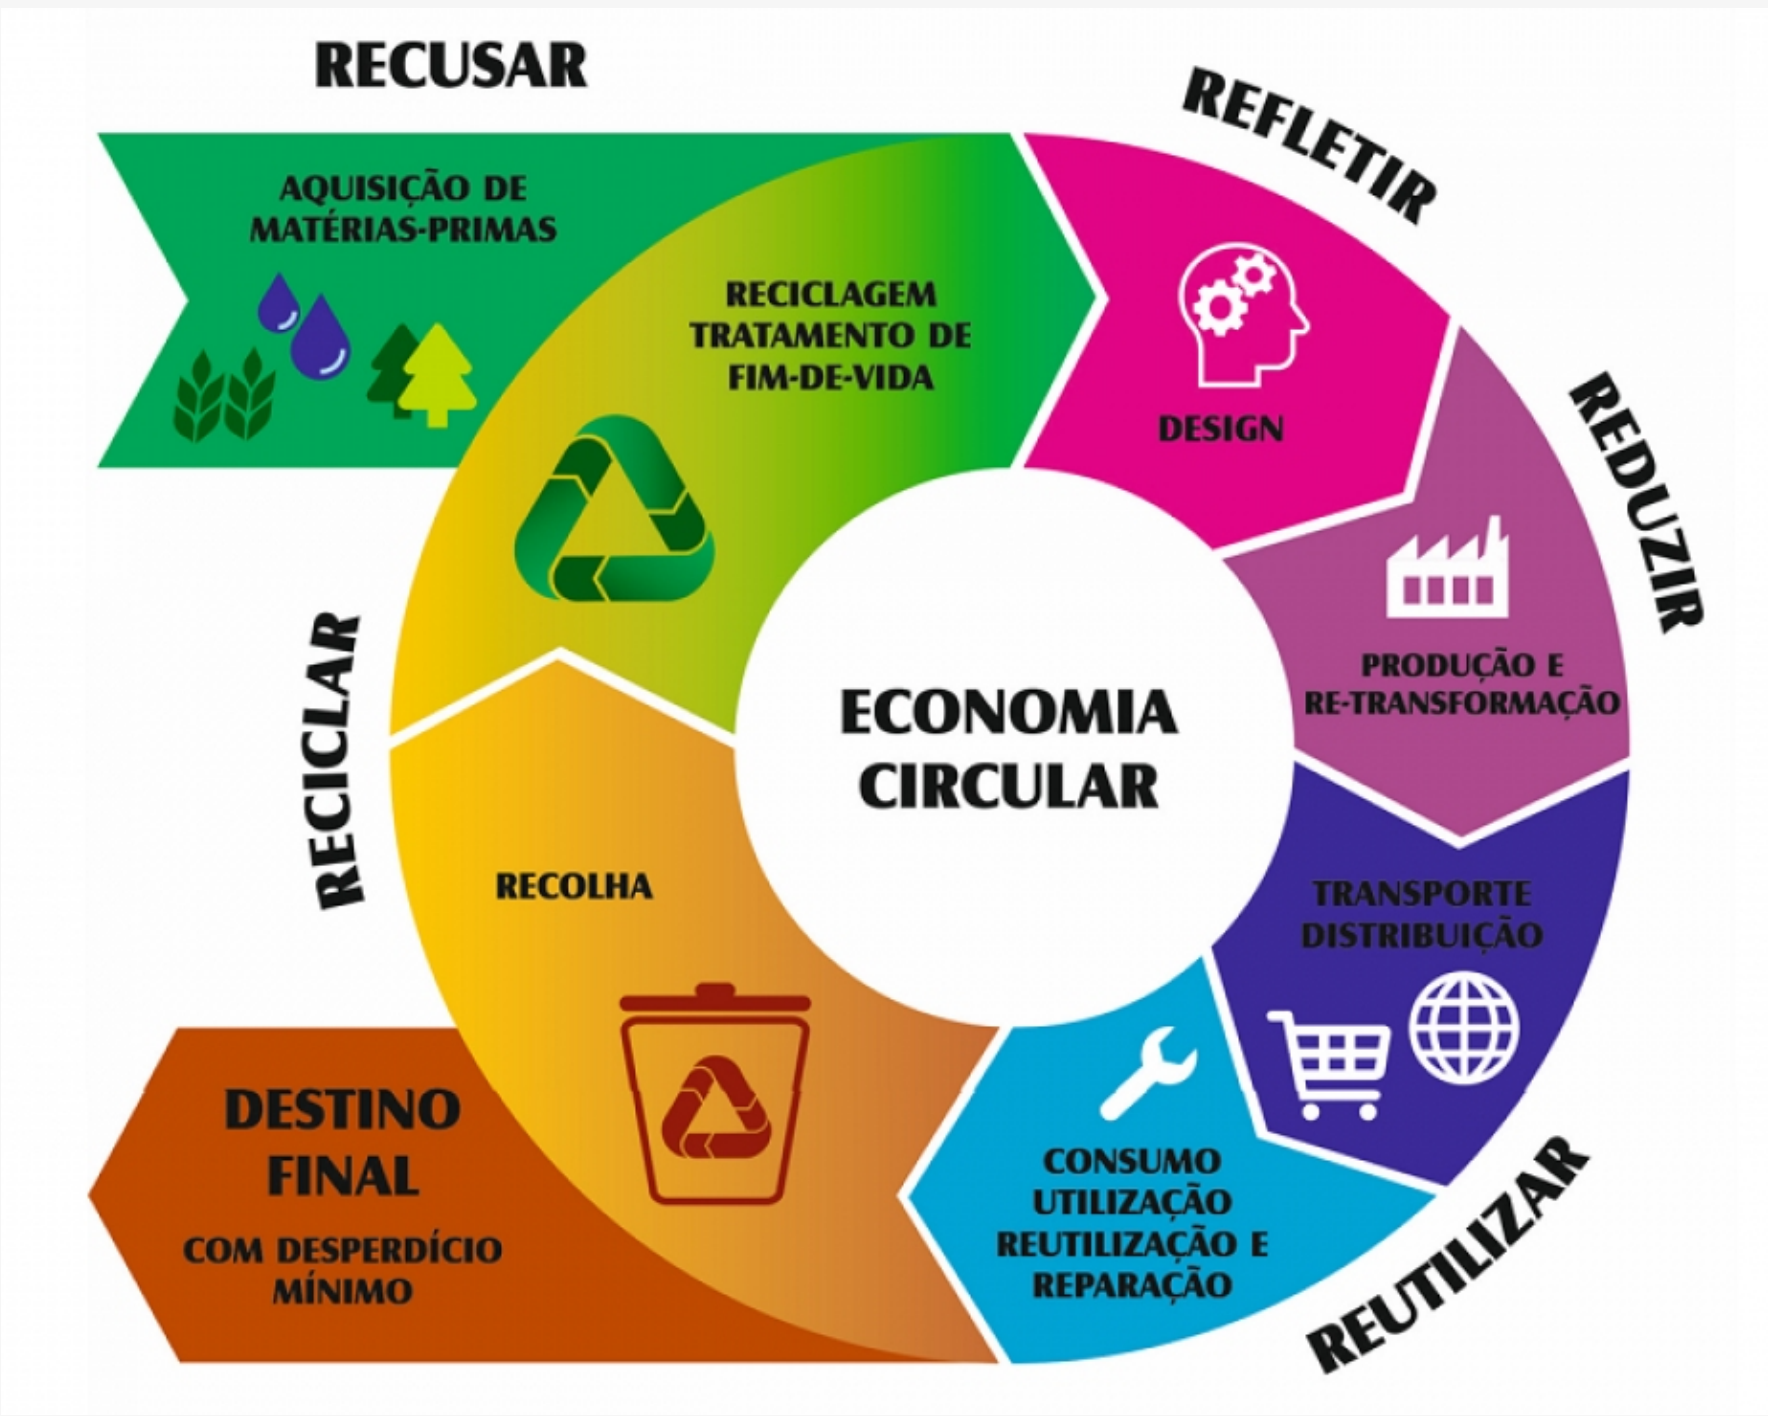 RECUSAR
REFLETIR
AQUISIÇÃO DE
MATÉRIAS-PRIMAS
RECICLAGEM
TRATAMENTO DE
FIM-DE-VIDA
DESIGN
REDUZIR
PRODUÇÃO E
RE-TRANSFORMAÇÃO
RECICLAR
ECONOMIA
CIRCULAR
RECOLHA
TRANSPORTE
DISTRIBUIÇÃO
DESTINO
FINAL
COM DESPERDÍCIO
MÍNIMO
CONSUMO
UTILIZAÇÃO
REUTILIZAÇÃO E
REPARAÇÃO
REUTILIZAR